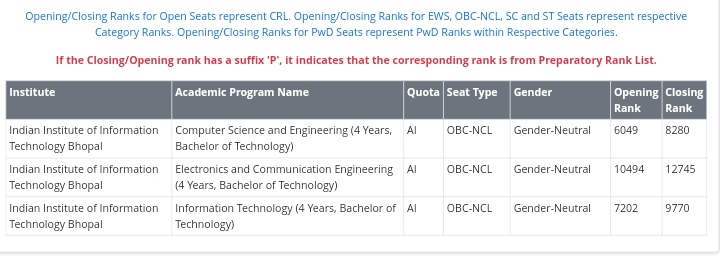 Opening/Closing Ranks for Open Seats represent CRL. Opening/Closing Ranks for EWS, OBC-NCL, SC and ST Seats represent respective
Category Ranks. Opening/Closing Ranks for PwD Seats represent PwD Ranks within Respective Categories.
If the Closing/Opening rank has a suffix 'P', it indicates that the corresponding rank is from Preparatory Rank List.
Institute Academic Program Name Quota Seat Type Gender Opening Closing
Rank Rank
Indian Institute of Information Computer Science and Engineering (4 Years, AI OBC-NCL Gender-Neutral 6049 8280
Technology Bhopal Bachelor of Technology)
Indian Institute of Information Electronics and Communication Engineering AI OBC-NCL Gender-Neutral 10494 12745
Technology Bhopal (4 Years, Bachelor of Technology)
Indian Institute of Information Information Technology (4 Years, Bachelor of AI OBC-NCL Gender-Neutral 7202 9770
Technology Bhopal Technology)